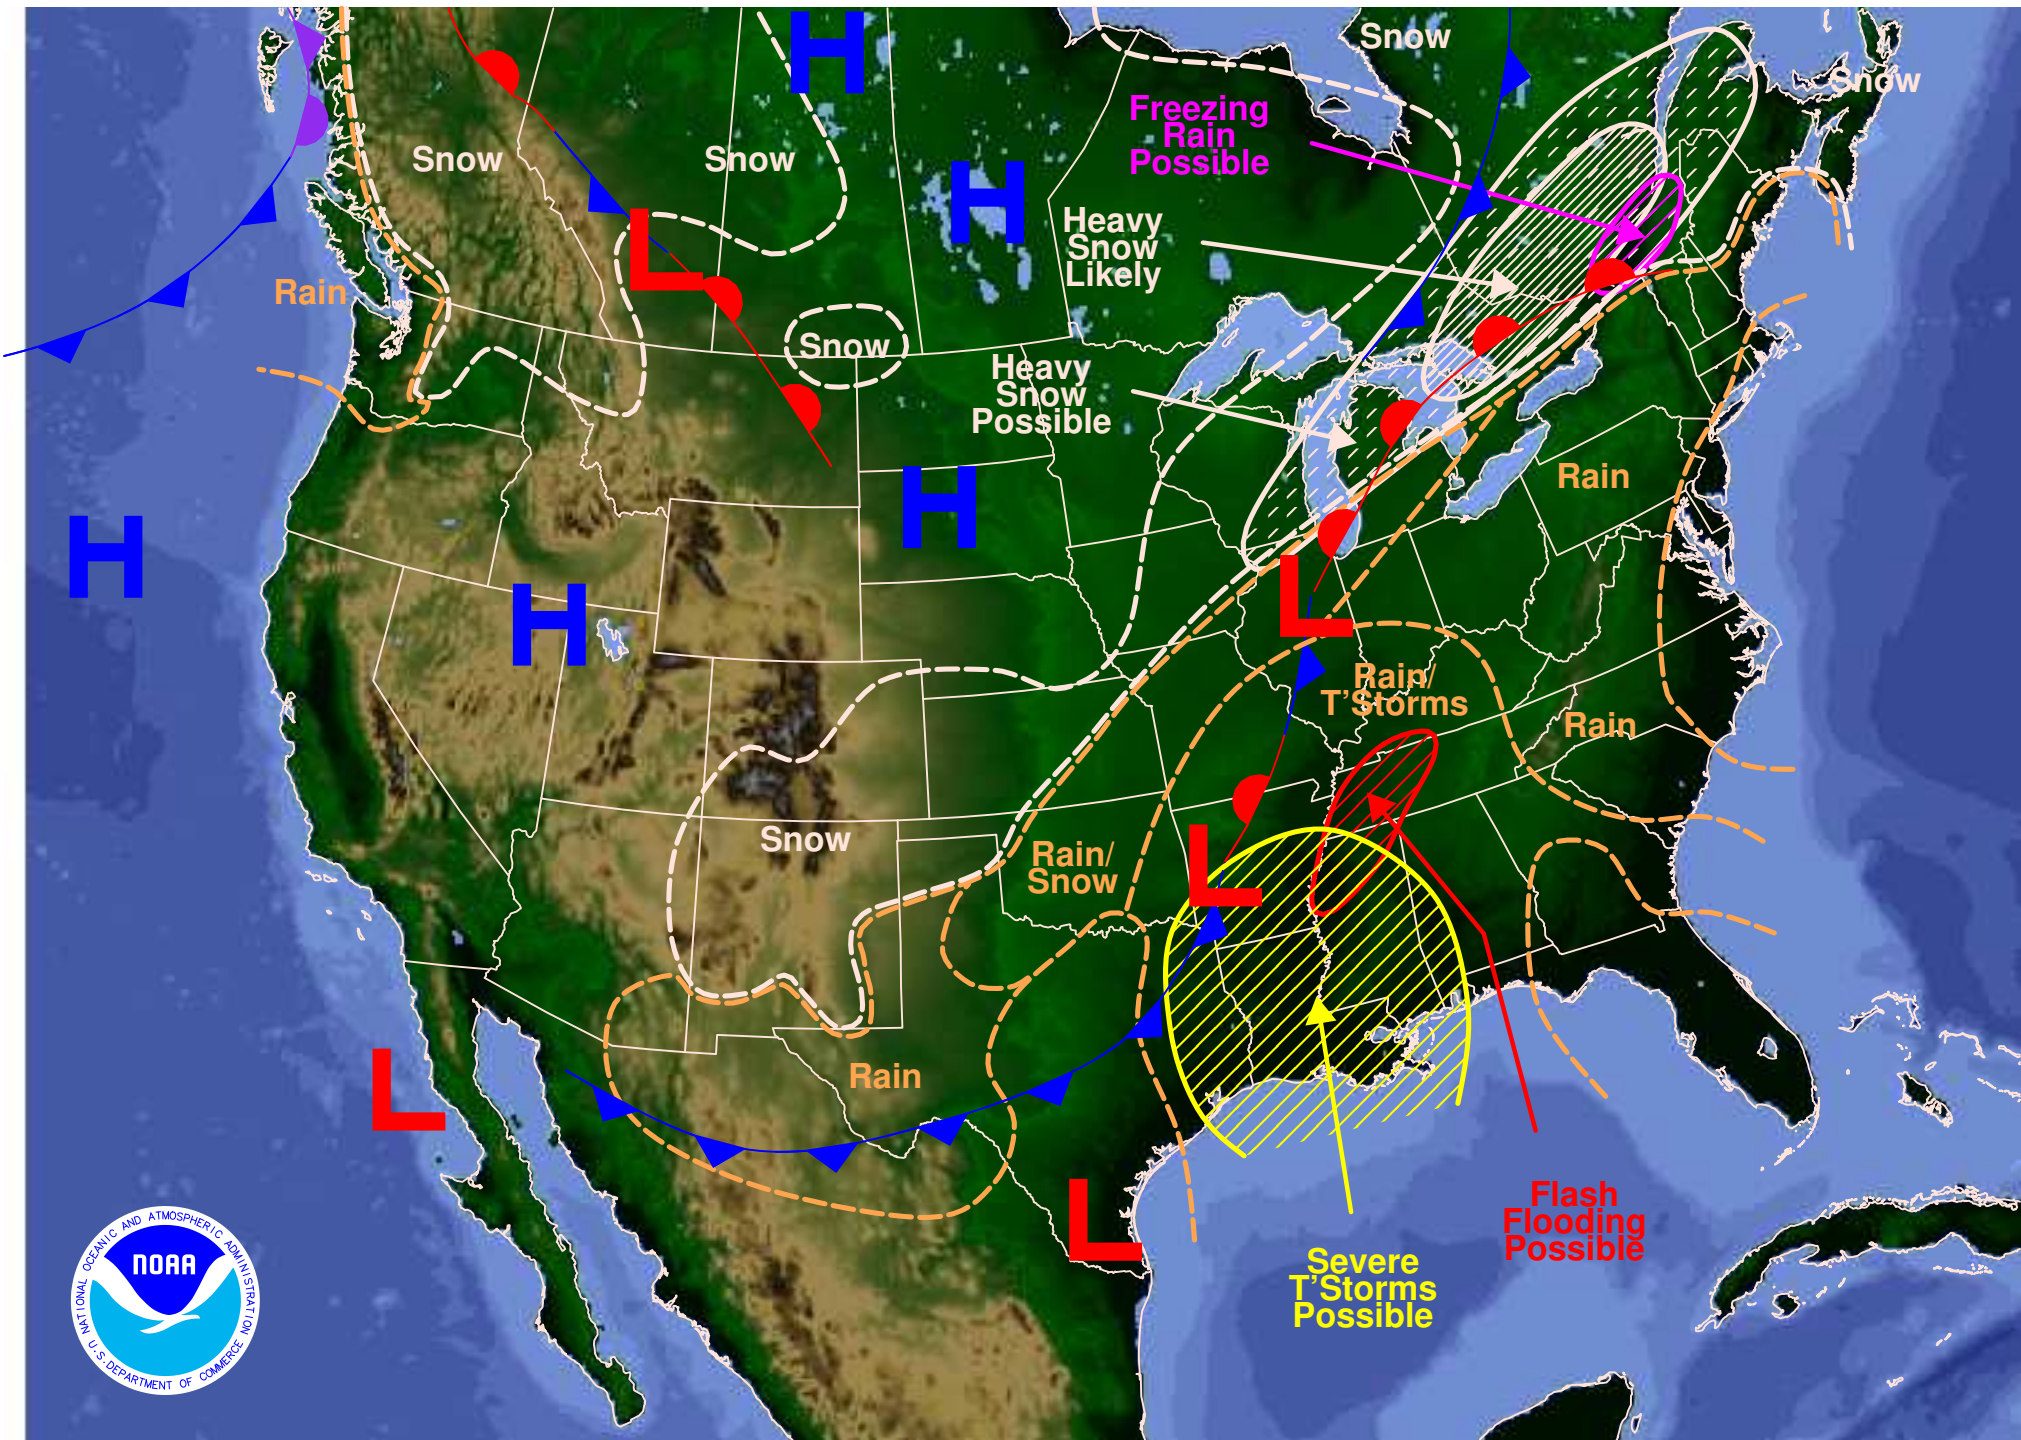 Snow
H
Snow
Freezing
Rain
Possible
Snow
Snow
H
Heavy
Snow
Likely
L
Rain
Snow
Heavy
Snow
Possible
Rain
H
H
H
L
Rain/
T'Storms
Rain
Snow
Rain/
Snow
L
Rain
L
L
Flash
Flooding
Possible
Severe
T'Storms
Possible
NATIONAL OCEANIC AND ATMOSPHERIC ADMINISTRATION
NOAA
U.S. DEPARTMENT OF COMMERCE